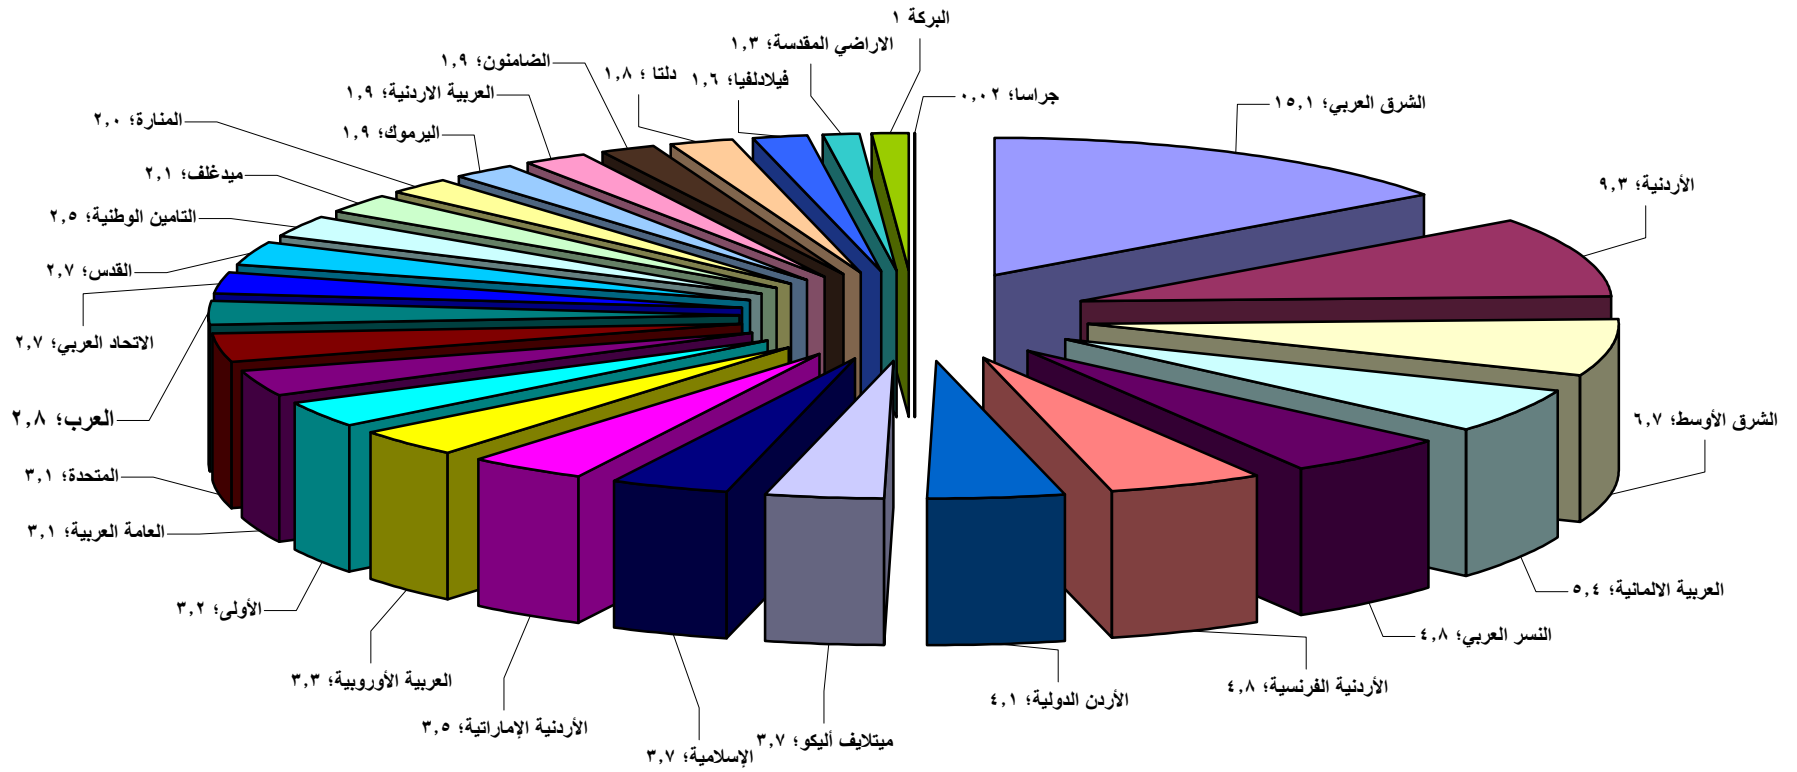 البركة ١
الاراضي المقدسة؛ ١,٣
فيلادلفيا؛ ١,٦
دلتا ؛ ١,٨
الضامنون؛ ١,٩
العربية الاردنية؛ ١,٩
اليرموك؛ ١,٩
المنارة؛ ٢,٠
ميدغلف؛ ٢,١
التامين الوطنية؛ ٢,٥
القدس؛ ٢,٧
الاتحاد العربي؛ ٢,٧
العرب؛ ٢,٨
المتحدة؛ ٣,١
العامة العربية؛ ٣,١
الأولى؛ ٣,٢
العربية الأوروبية؛ ٣,٣
الأردنية الإماراتية؛ ٣,٥
الإسلامية؛ ٣,٧
ميتلايف أليكو؛ ٣,٧
الأردن الدولية؛ ٤,١
الأردنية الفرنسية؛ ٤,٨
النسر العربي؛ ٤,٨
العربية الالمانية؛ ٥,٤
الشرق الأوسط؛ ٦,٧
الأردنية؛ ٩,٣
الشرق العربي؛ ١٥,١
جراسا؛ ٠,٠٢